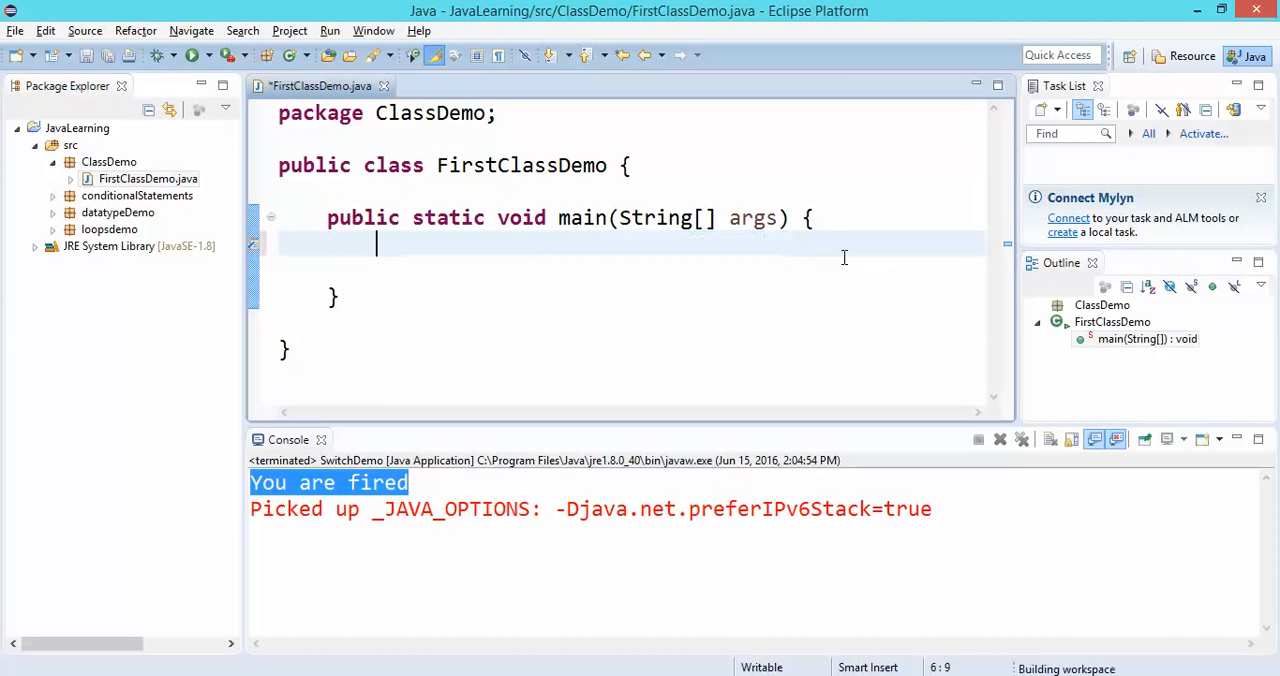 Java - JavaLearning/src/ClassDemo/FirstClassDemo.java - Eclipse Platform
File Edit Source Refactor Navigate Search Project Run Window Help
Quick Access
Resource
Java
Package Explorer
JavaLearning
src
ClassDemo
FirstClassDemo.java
conditionalStatements
datatypeDemo
loopsdemo
JRE System Library [JavaSE-1.8]
*FirstClassDemo.java
package ClassDemo;
public class FirstClassDemo {
public static void main(String[] args) {
}
}
Task List
Find
All
Activate...
Connect Mylyn
Connect to your task and ALM tools or
create a local task.
Outline
ClassDemo
FirstClassDemo
main(String[]) : void
Console
<terminated> SwitchDemo [Java Application] C:\Program Files\Java\jre1.8.0_40\bin\javaw.exe (Jun 15, 2016, 2:04:54 PM)
You are fired
Picked up _JAVA_OPTIONS: -Djava.net.preferIPv6Stack=true
Writable
Smart Insert
6 : 9
Building workspace